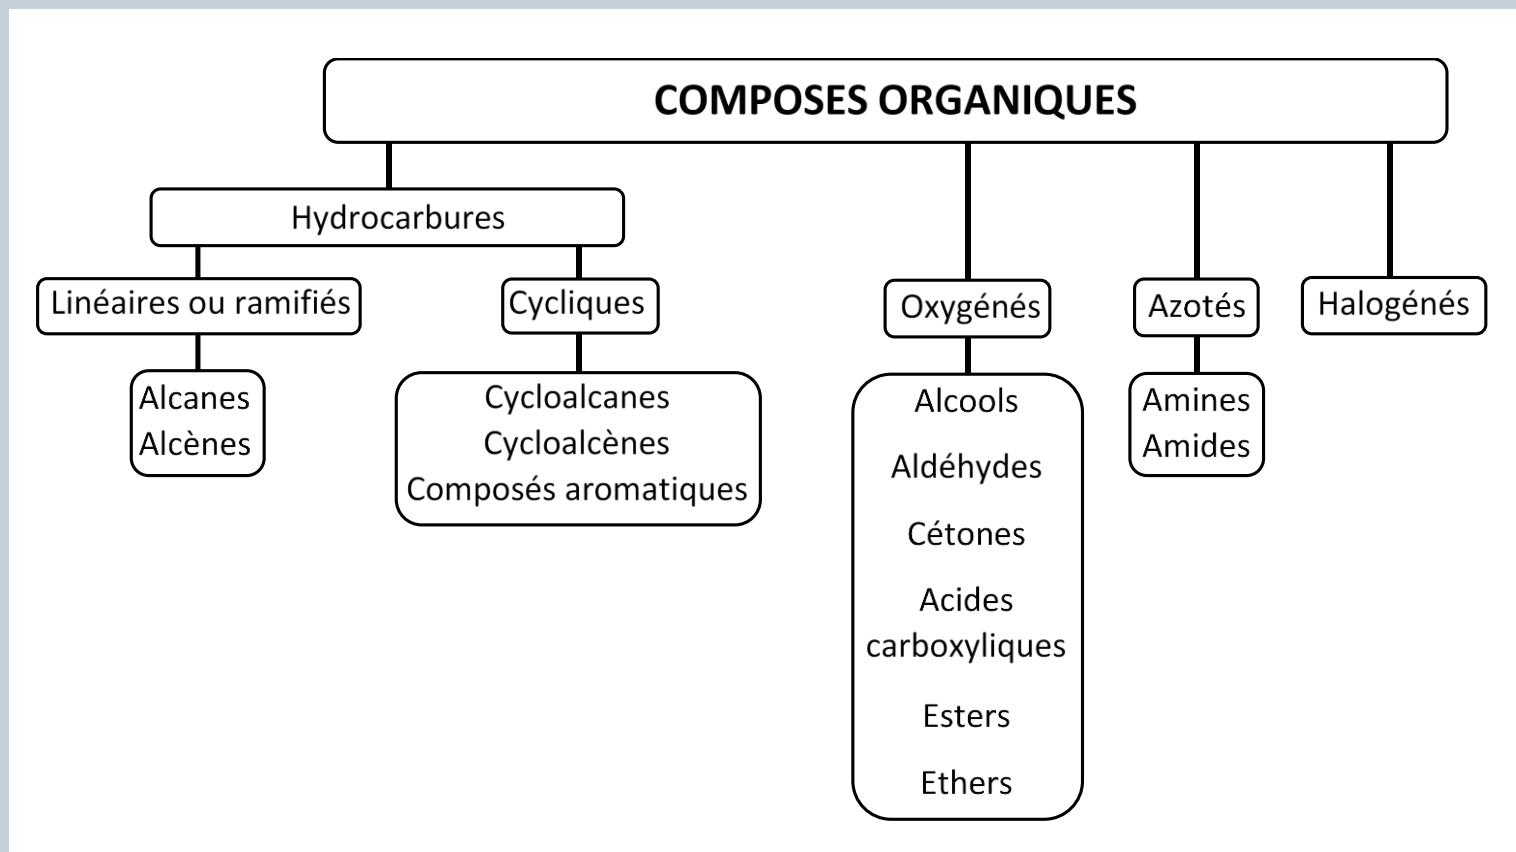 COMPOSES ORGANIQUES
Hydrocarbures
Linéaires ou ramifiés
Cycliques
Oxygénés
Azotés
Halogénés
Alcanes
Alcènes
Cycloalcanes
Cycloalcènes
Composés aromatiques
Alcools
Aldéhydes
Cétones
Acides
carboxyliques
Esters
Ethers
Amines
Amides